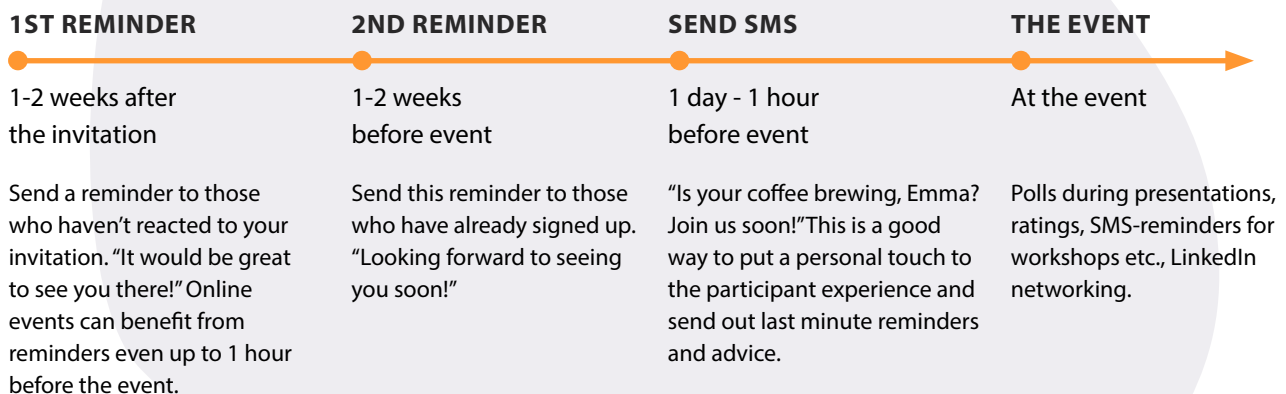 1ST REMINDER
1-2 weeks after
the invitation
Send a reminder to those
who haven’t reacted to your
invitation. “It would be great
to see you there!” Online
events can benefit from
reminders even up to 1 hour
before the event.
2ND REMINDER
1-2 weeks
before event
Send this reminder to those
who have already signed up.
“Looking forward to seeing
you soon!”
SEND SMS
1 day - 1 hour
before event
“Is your coffee brewing, Emma?
Join us soon!” This is a good
way to put a personal touch to
the participant experience and
send out last minute reminders
and advice.
THE EVENT
At the event
Polls during presentations,
ratings, SMS-reminders for
workshops etc., LinkedIn
networking.